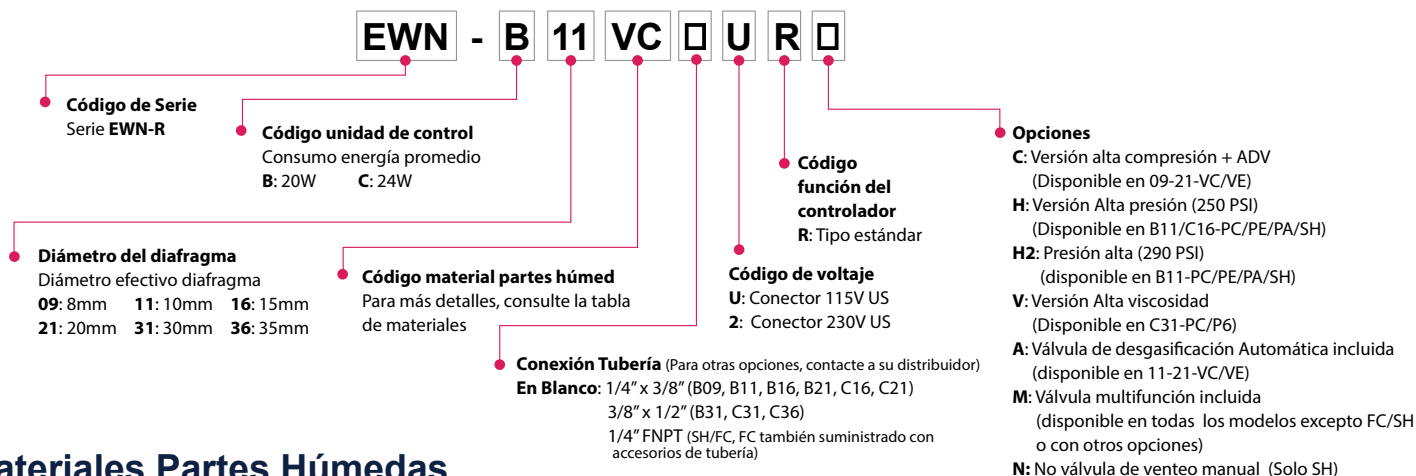 EWN - B 11 VC □ U R □
Código de Serie
Serie EWN-R
Código unidad de control
Consumo energía promedio
B: 20W C: 24W
Diámetro del diafragma
Diámetro efectivo diafragma
09: 8mm 11: 10mm 16: 15mm
21: 20mm 31: 30mm 36: 35mm
Código material partes húmed
Para más detalles, consulte la tabla
de materiales
Conexión Tubería (Para otras opciones, contacte a su distribuidor)
En Blanco: 1/4” x 3/8” (B09, B11, B16, B21, C16, C21)
3/8” x 1/2” (B31, C31, C36)
1/4” FNPT (SH/FC, FC también suministrado con
accesorios de tubería)
Código de voltaje
U: Conector 115V US
2: Conector 230V US
Código
función del
controlador
R: Tipo estándar
Opciones
C: Versión alta compresión + ADV
(Disponible en 09-21-VC/VE)
H: Versión Alta presión (250 PSI)
(Disponible en B11/C16-PC/PE/PA/SH)
H2: Presión alta (290 PSI)
(disponible en B11-PC/PE/PA/SH)
V: Versión Alta viscosidad
(Disponible en C31-PC/P6)
A: Válvula de desgasificación Automática incluida
(disponible en 11-21-VC/VE)
M: Válvula multifunción incluida
(disponible en todas los modelos excepto FC/SH
o con otros opciones)
N: No válvula de venteo manual (Solo SH)
ateriales Partes Húmedas